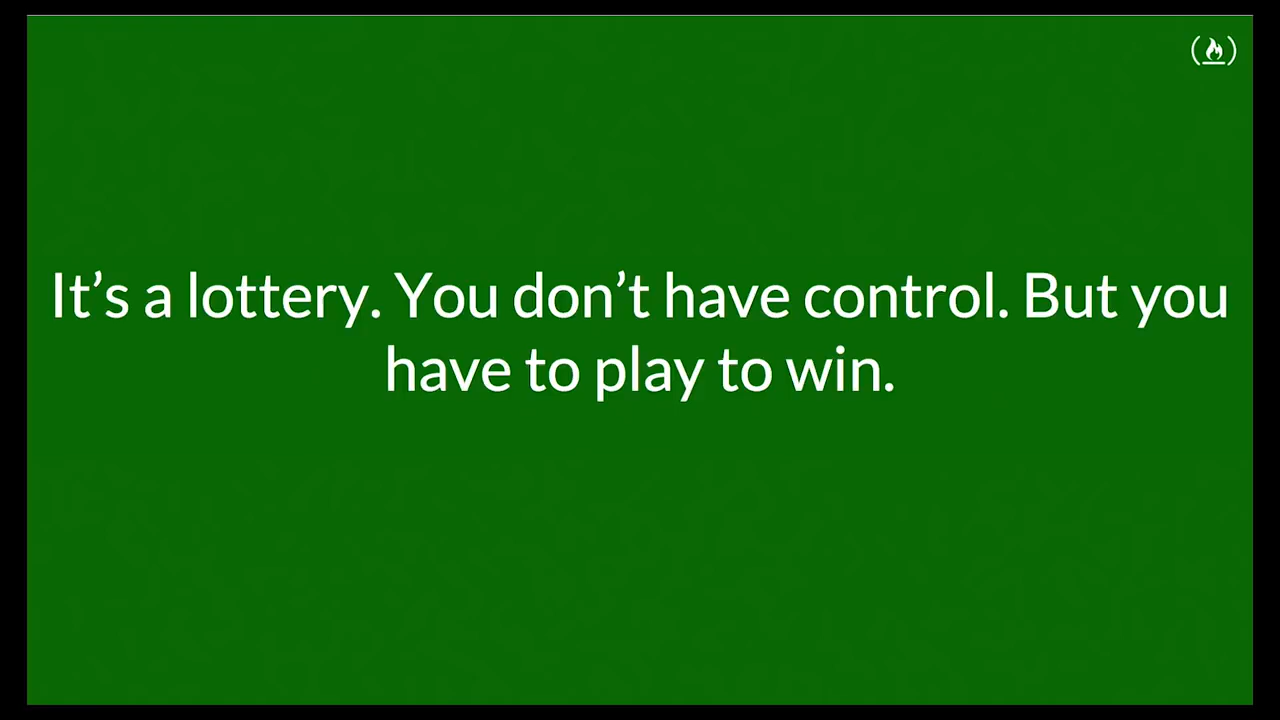 It’s a lottery. You don’t have control. But you
have to play to win.